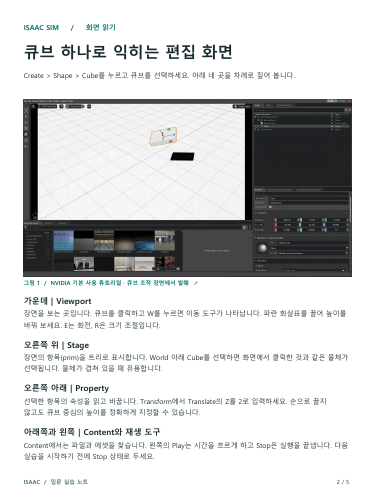 ISAAC SIM / 화면 읽기
큐브 하나로 익히는 편집 화면
Create > Shape > Cube를 누르고 큐브를 선택하세요. 아래 네 곳을 차례로 짚어 봅니다.
그림 1 / NVIDIA 기본 사용 튜토리얼 · 큐브 조작 장면에서 발췌 ↗
가운데 | Viewport
장면을 보는 곳입니다. 큐브를 클릭하고 W를 누르면 이동 도구가 나타납니다. 파란 화살표를 끌어 높이를
바꿔 보세요. E는 회전, R은 크기 조절입니다.
오른쪽 위 | Stage
장면의 항목(prim)을 트리로 표시합니다. World 아래 Cube를 선택하면 화면에서 클릭한 것과 같은 물체가
선택됩니다. 물체가 겹쳐 있을 때 유용합니다.
오른쪽 아래 | Property
선택한 항목의 속성을 읽고 바꿉니다. Transform에서 Translate의 Z를 2로 입력하세요. 손으로 끌지
않고도 큐브 중심의 높이를 정확하게 지정할 수 있습니다.
아래쪽과 왼쪽 | Content와 재생 도구
Content에서는 파일과 에셋을 찾습니다. 왼쪽의 Play는 시간을 흐르게 하고 Stop은 실행을 끝냅니다. 다음
실습을 시작하기 전에 Stop 상태로 두세요.
ISAAC / 입문 실습 노트
2 / 5